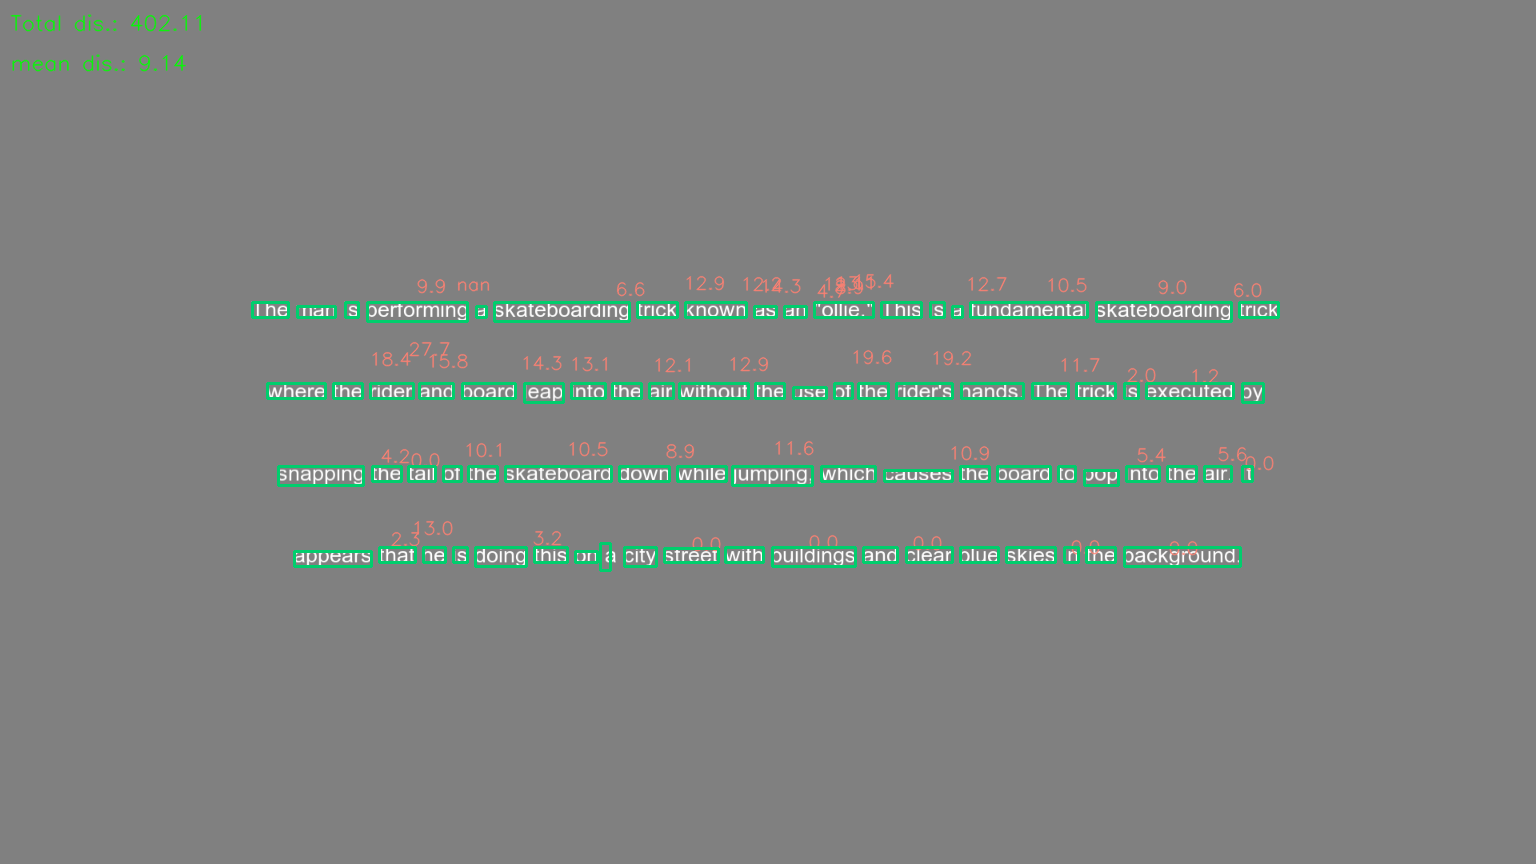 Total dis.: 402.11
mean dis.: 9.14
9.9 nan 6.6 12.9 12.2 14.3 15.4 12.7 10.5 9.0 6.0
The man is performing a skateboarding trick known as an "ollie." This is a fundamental skateboarding trick
18.4 27.7 15.8 14.3 13.1 12.1 12.9 19.6 19.2 11.7 2.0 1.2
where the rider and board leap into the air without the use of the rider's hands. The trick is executed by
4.2 0.0 10.1 10.5 8.9 11.6 10.9 5.4 5.6 0.0
snapping the tail of the skateboard down while jumping, which causes the board to pop into the air. It
2.3 13.0 3.2 0.0 0.0 0.0 0.0 0.0
appears that he is doing this on a city street with buildings and clear blue skies in the background.